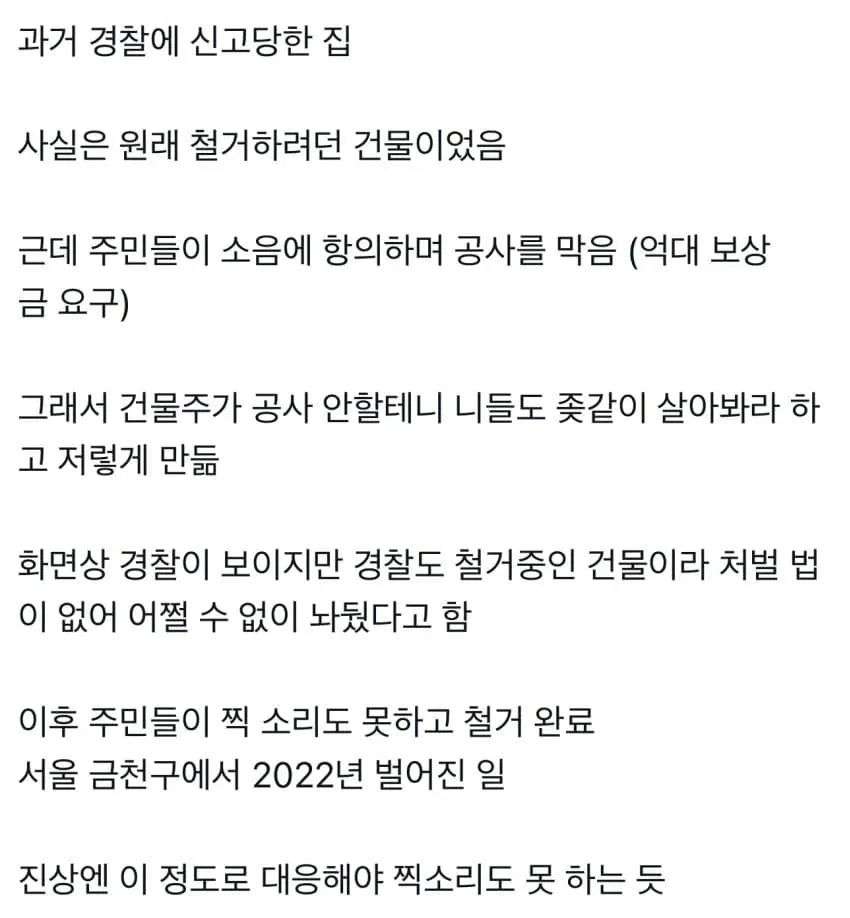 과거 경찰에 신고당한 집
사실은 원래 철거하려던 건물이었음
근데 주민들이 소음에 항의하며 공사를 막음 (억대 보상
금 요구)
그래서 건물주가 공사 안할테니 니들도 좆같이 살아봐라 하
고 저렇게 만듦
화면상 경찰이 보이지만 경찰도 철거중인 건물이라 처벌 법
이 없어 어쩔 수 없이 놔뒀다고 함
이후 주민들이 찍 소리도 못하고 철거 완료
서울 금천구에서 2022년 벌어진 일
진상엔 이 정도로 대응해야 찍소리도 못 하는 듯